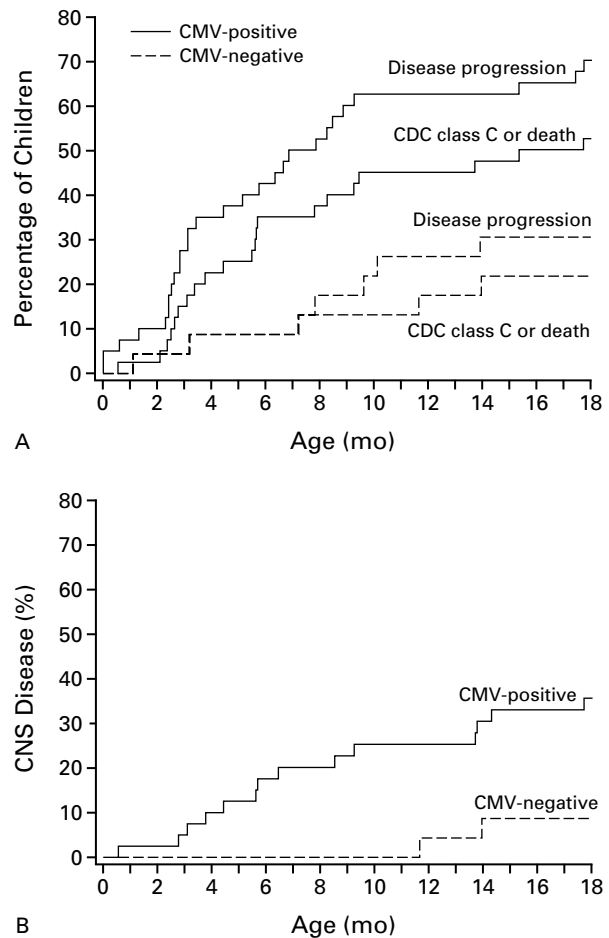 CMV-positive
CMV-negative
Disease progression
CDC class C or death
Disease progression
CDC class C or death
Percentage of Children
80
70
60
50
40
30
20
10
0
0 2 4 6 8 10 12 14 16 18
Age (mo)
A
CNS Disease (%)
80
70
60
50
40
30
20
10
0
CMV-positive
CMV-negative
0 2 4 6 8 10 12 14 16 18
Age (mo)
B